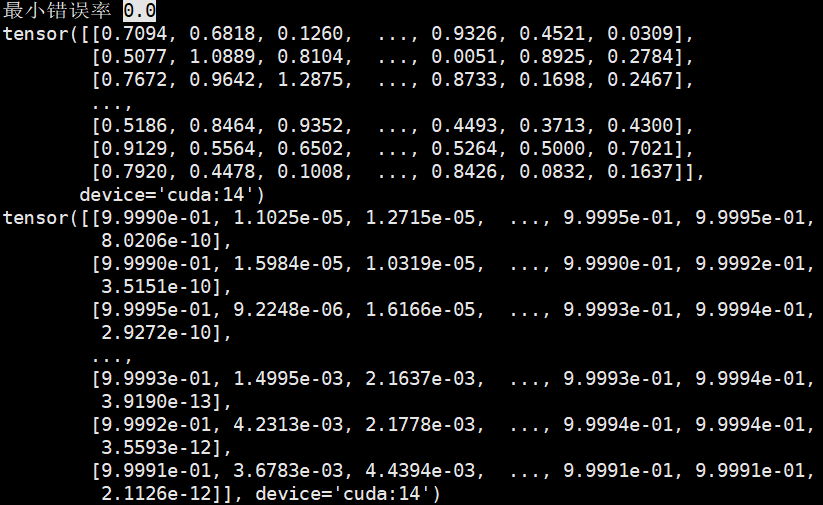 最小错误率 0.0
tensor([[0.7094, 0.6818, 0.1260,  ..., 0.9326, 0.4521, 0.0309],
        [0.5077, 1.0889, 0.8104,  ..., 0.0051, 0.8925, 0.2784],
        [0.7672, 0.9642, 1.2875,  ..., 0.8733, 0.1698, 0.2467],
        ...,
        [0.5186, 0.8464, 0.9352,  ..., 0.4493, 0.3713, 0.4300],
        [0.9129, 0.5564, 0.6502,  ..., 0.5264, 0.5000, 0.7021],
        [0.7920, 0.4478, 0.1008,  ..., 0.8426, 0.0832, 0.1637]],
       device='cuda:14')
tensor([[9.9990e-01, 1.1025e-05, 1.2715e-05,  ..., 9.9995e-01, 9.9995e-01,
         8.0206e-10],
        [9.9990e-01, 1.5984e-05, 1.0319e-05,  ..., 9.9990e-01, 9.9992e-01,
         3.5151e-10],
        [9.9995e-01, 9.2248e-06, 1.6166e-05,  ..., 9.9993e-01, 9.9994e-01,
         2.9272e-10],
        ...,
        [9.9993e-01, 1.4995e-03, 2.1637e-03,  ..., 9.9993e-01, 9.9994e-01,
         3.9190e-13],
        [9.9992e-01, 4.2313e-03, 2.1778e-03,  ..., 9.9994e-01, 9.9994e-01,
         3.5593e-12],
        [9.9991e-01, 3.6783e-03, 4.4394e-03,  ..., 9.9991e-01, 9.9991e-01,
         2.1126e-12]], device='cuda:14')